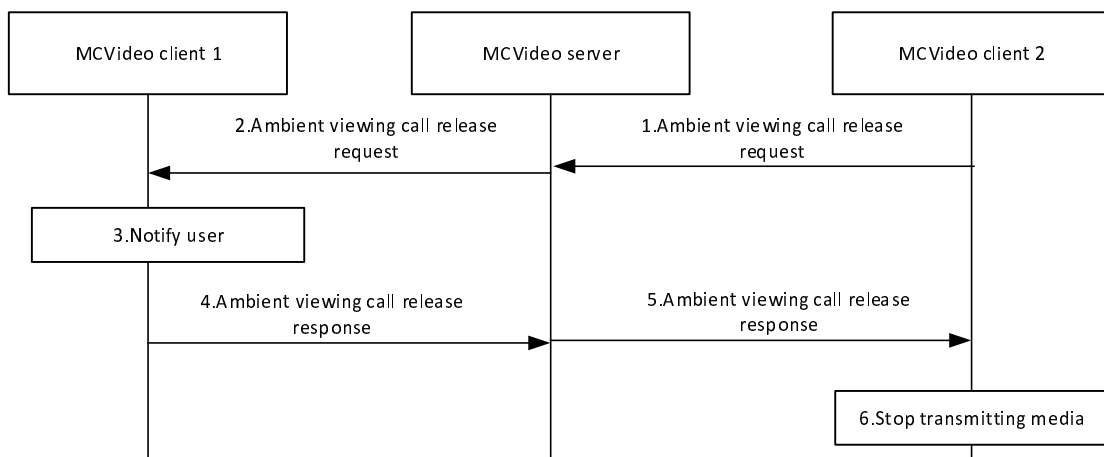 MCVideo client 1
MCVideo server
MCVideo client 2
2.Ambient viewing call release
request
1.Ambient viewing call release
request
3.Notify user
4.Ambient viewing call release
response
5.Ambient viewing call release
response
6.Stop transmitting media